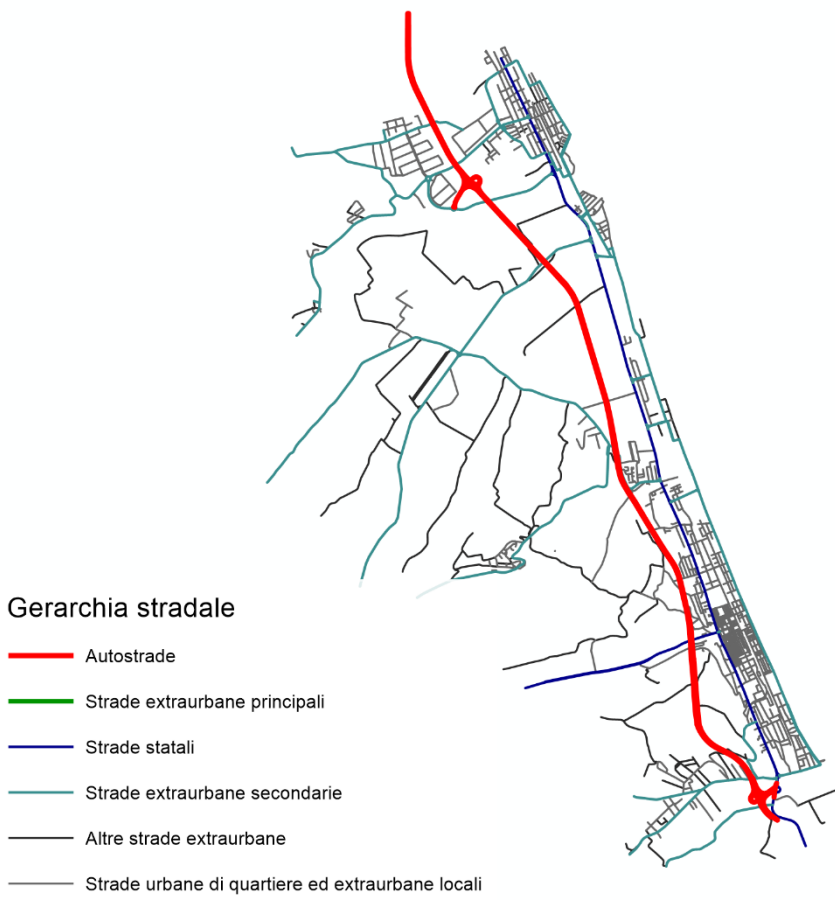 Gerarchia stradale
Autostrade
Strade extraurbane principali
Strade statali
Strade extraurbane secondarie
Altre strade extraurbane
Strade urbane di quartiere ed extraurbane locali